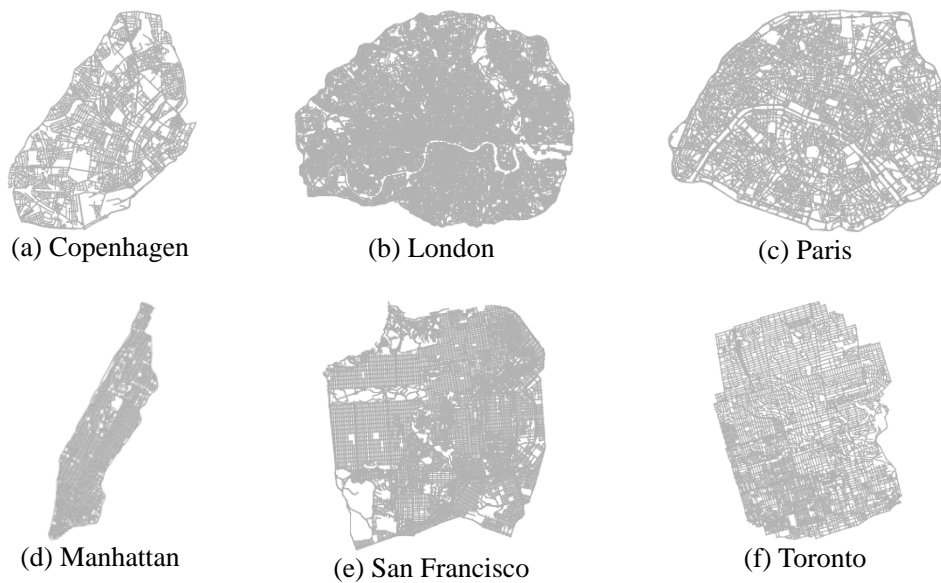 (a) Copenhagen
(b) London
(c) Paris
(d) Manhattan
(e) San Francisco
(f) Toronto